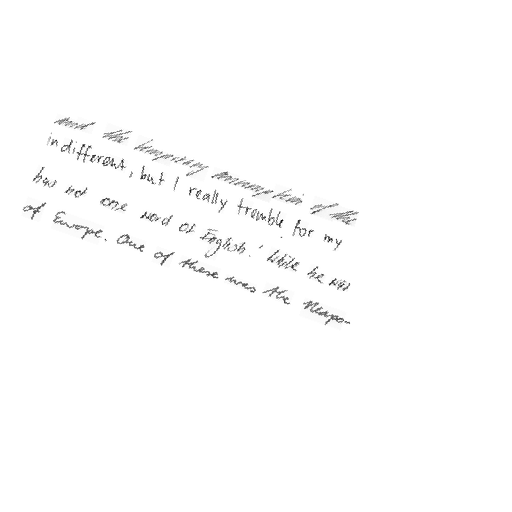 and the temporary of the
indifferent, but I really tremble for my
has not one word of English.' While he was
of Europe. One of these was the Neapo-